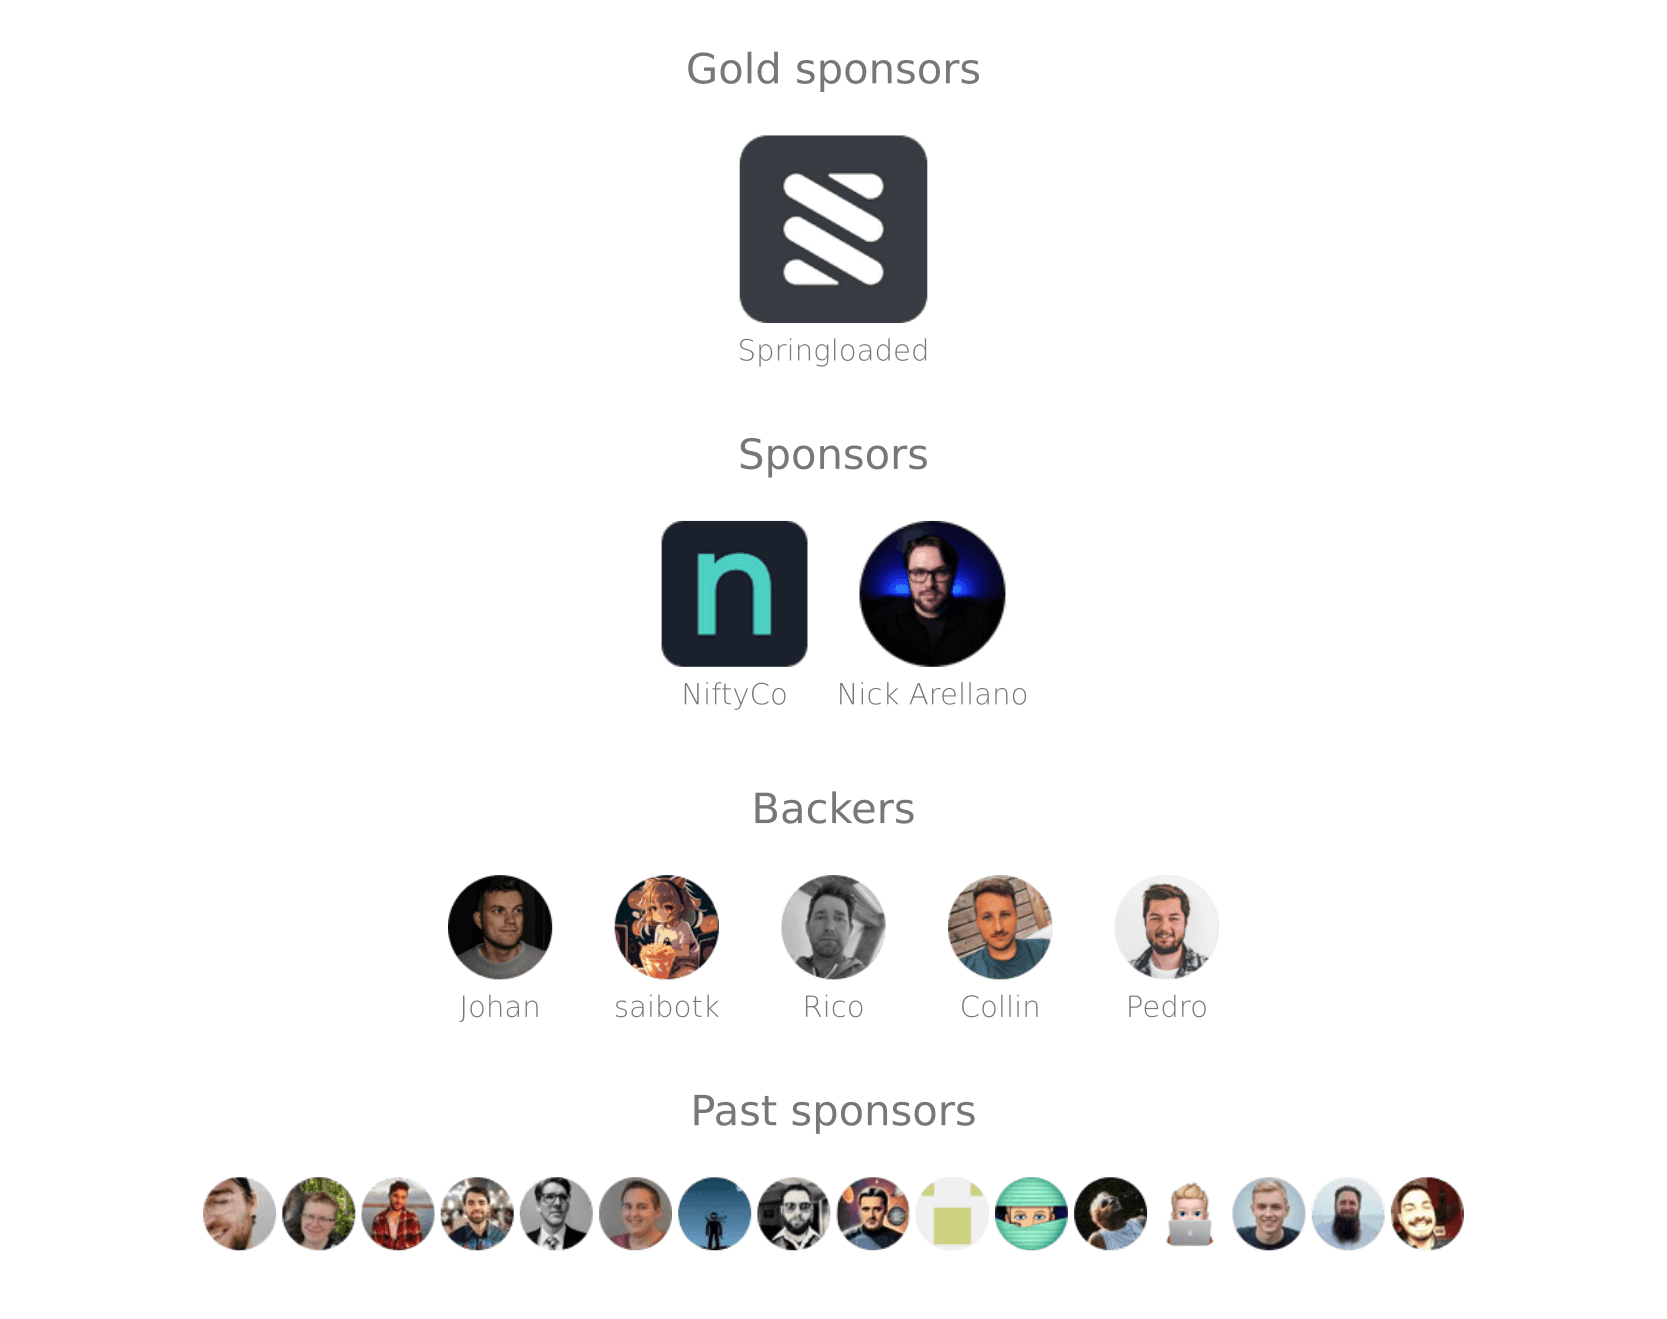 Gold sponsors
Springloaded
Sponsors
n
NiftyCo Nick Arellano
Backers
Johan saibotk Rico Collin Pedro
Past sponsors